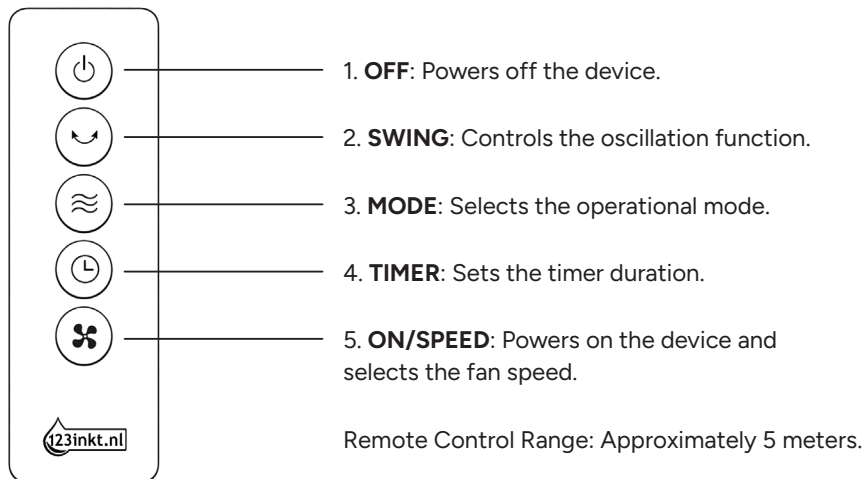 1. OFF: Powers off the device.
2. SWING: Controls the oscillation function.
3. MODE: Selects the operational mode.
4. TIMER: Sets the timer duration.
5. ON/SPEED: Powers on the device and
selects the fan speed.
123inkt.nl
Remote Control Range: Approximately 5 meters.